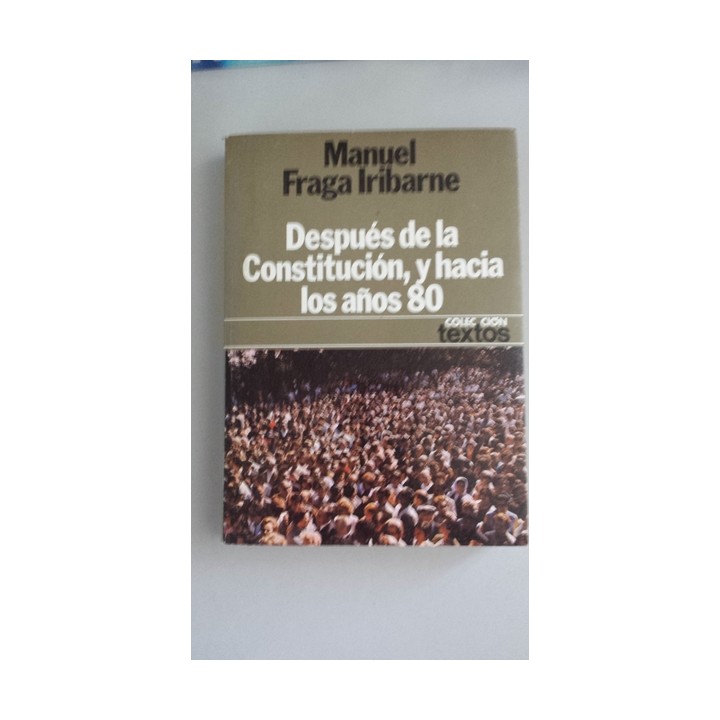 Manuel
Fraga Iribarne
Después de la
Constitución, y hacia
los años 80
COLECCIÓN
textos